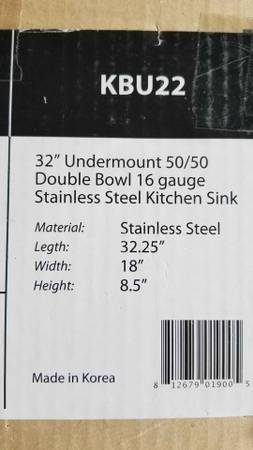 KBU22
32" Undermount 50/50
Double Bowl 16 gauge
Stainless Steel Kitchen Sink
Material: Stainless Steel
Legth: 32.25"
Width: 18"
Height: 8.5"
Made in Korea
8 12679 01900 5